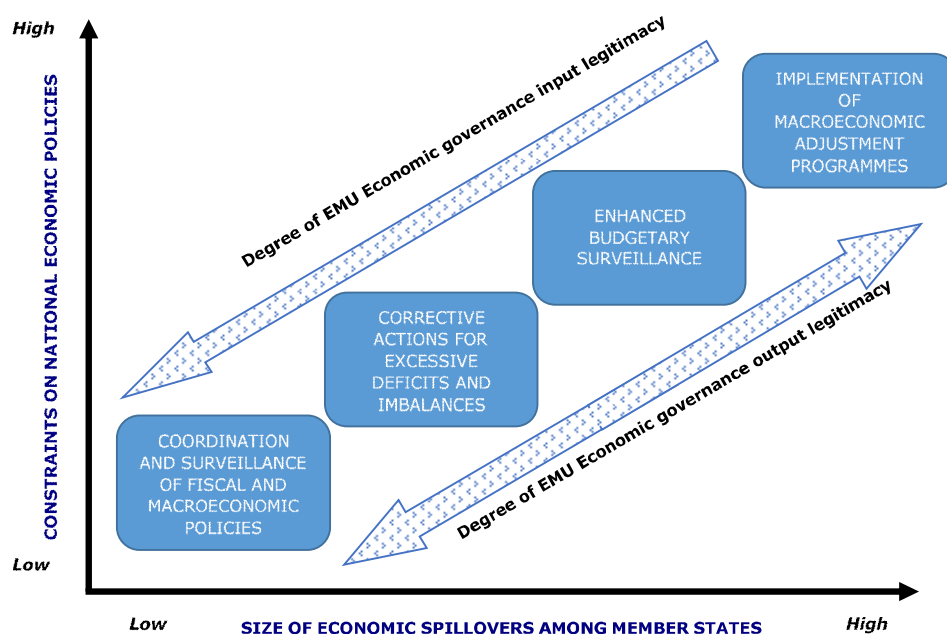 High
CONSTRAINTS ON NATIONAL ECONOMIC POLICIES
Low
Degree of EMU Economic governance input legitimacy
IMPLEMENTATION
OF
MACROECONOMIC
ADJUSTMENT
PROGRAMMES
ENHANCED
BUDGETARY
SURVEILLANCE
CORRECTIVE
ACTIONS FOR
EXCESSIVE
DEFICITS AND
IMBALANCES
COORDINATION
AND SURVEILLANCE
OF FISCAL AND
MACROECONOMIC
POLICIES
Degree of EMU Economic governance output legitimacy
Low
SIZE OF ECONOMIC SPILLOVERS AMONG MEMBER STATES
High